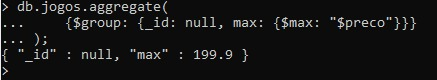 > db.jogos.aggregate(
...     {$group: {_id: null, max: {$max: "$preco"}}}
... );
{ "_id" : null, "max" : 199.9 }
>